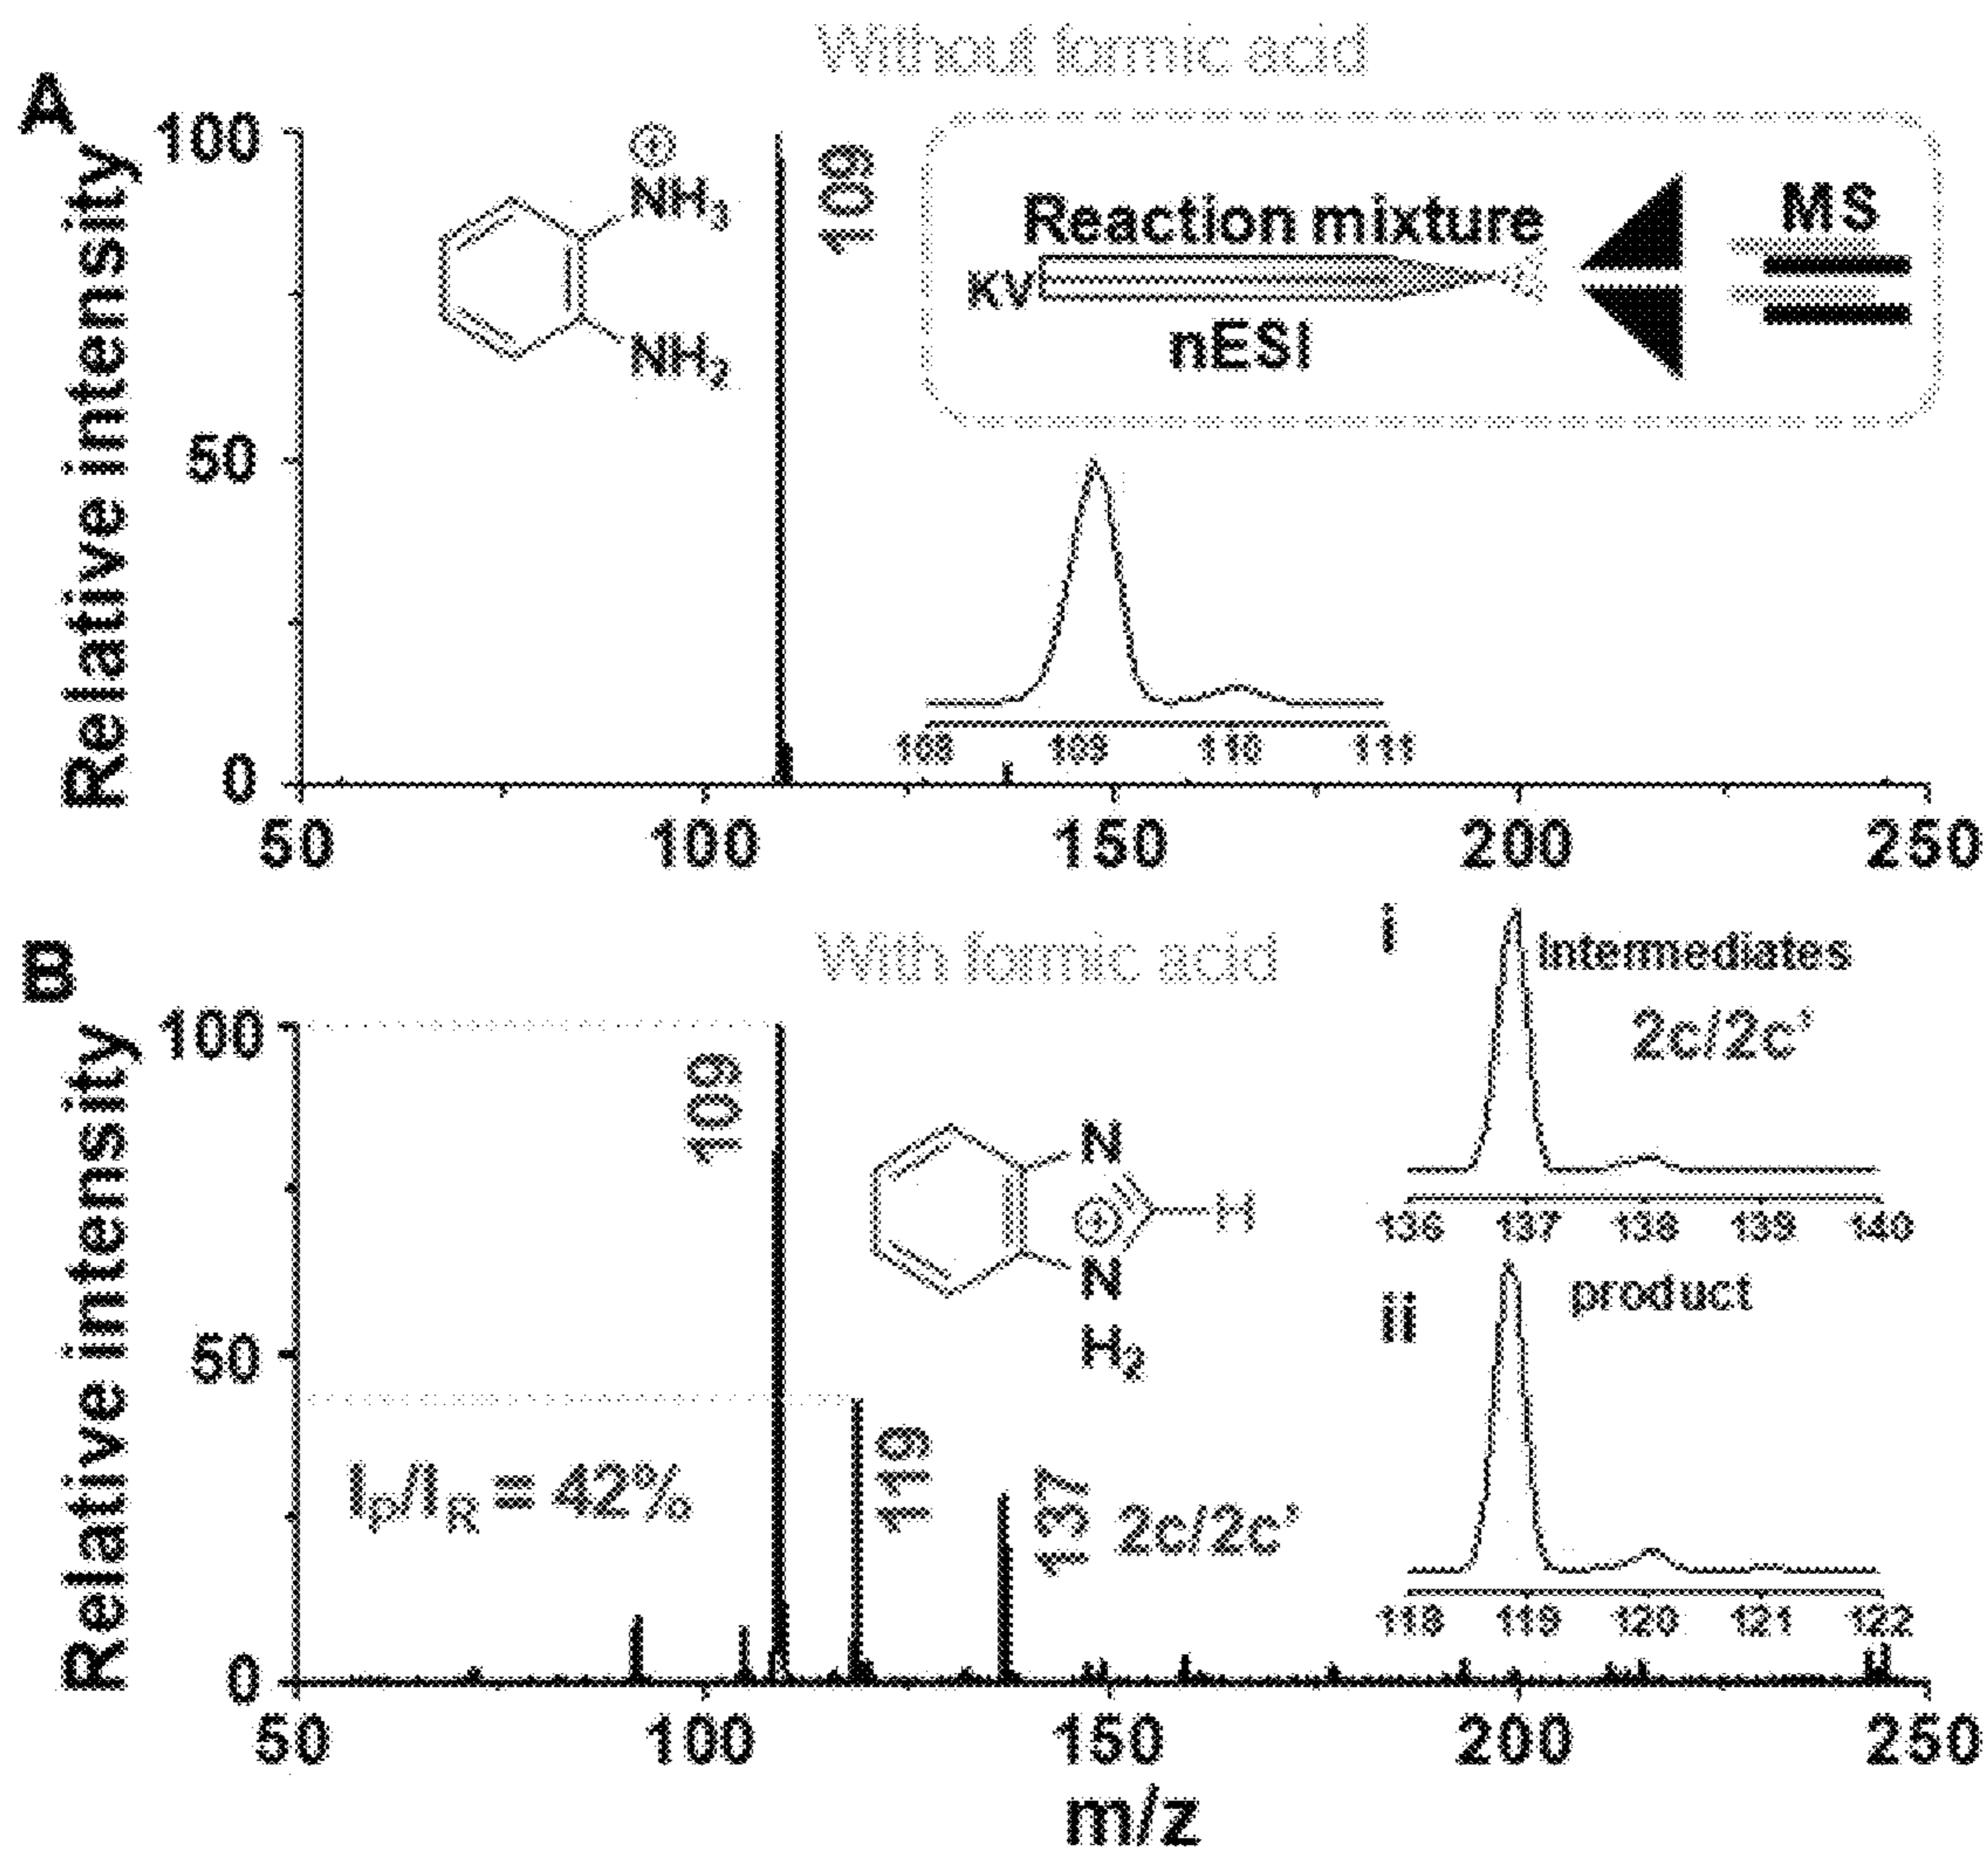 A
Without formic acid
Relative intensity
100
50
0
⊕
NH3
NH2
109
Reaction mixture
KV
nESI
MS
108 109 110 111
50 100 150 200 250
B
With formic acid
Relative intensity
100
50
0
109
N
⊕
H
N
H2
IP/IR = 42%
119
137
2c/2c'
i
Intermediates
2c/2c'
136 137 138 139 140
ii
product
118 119 120 121 122
50 100 150 200 250
m/z